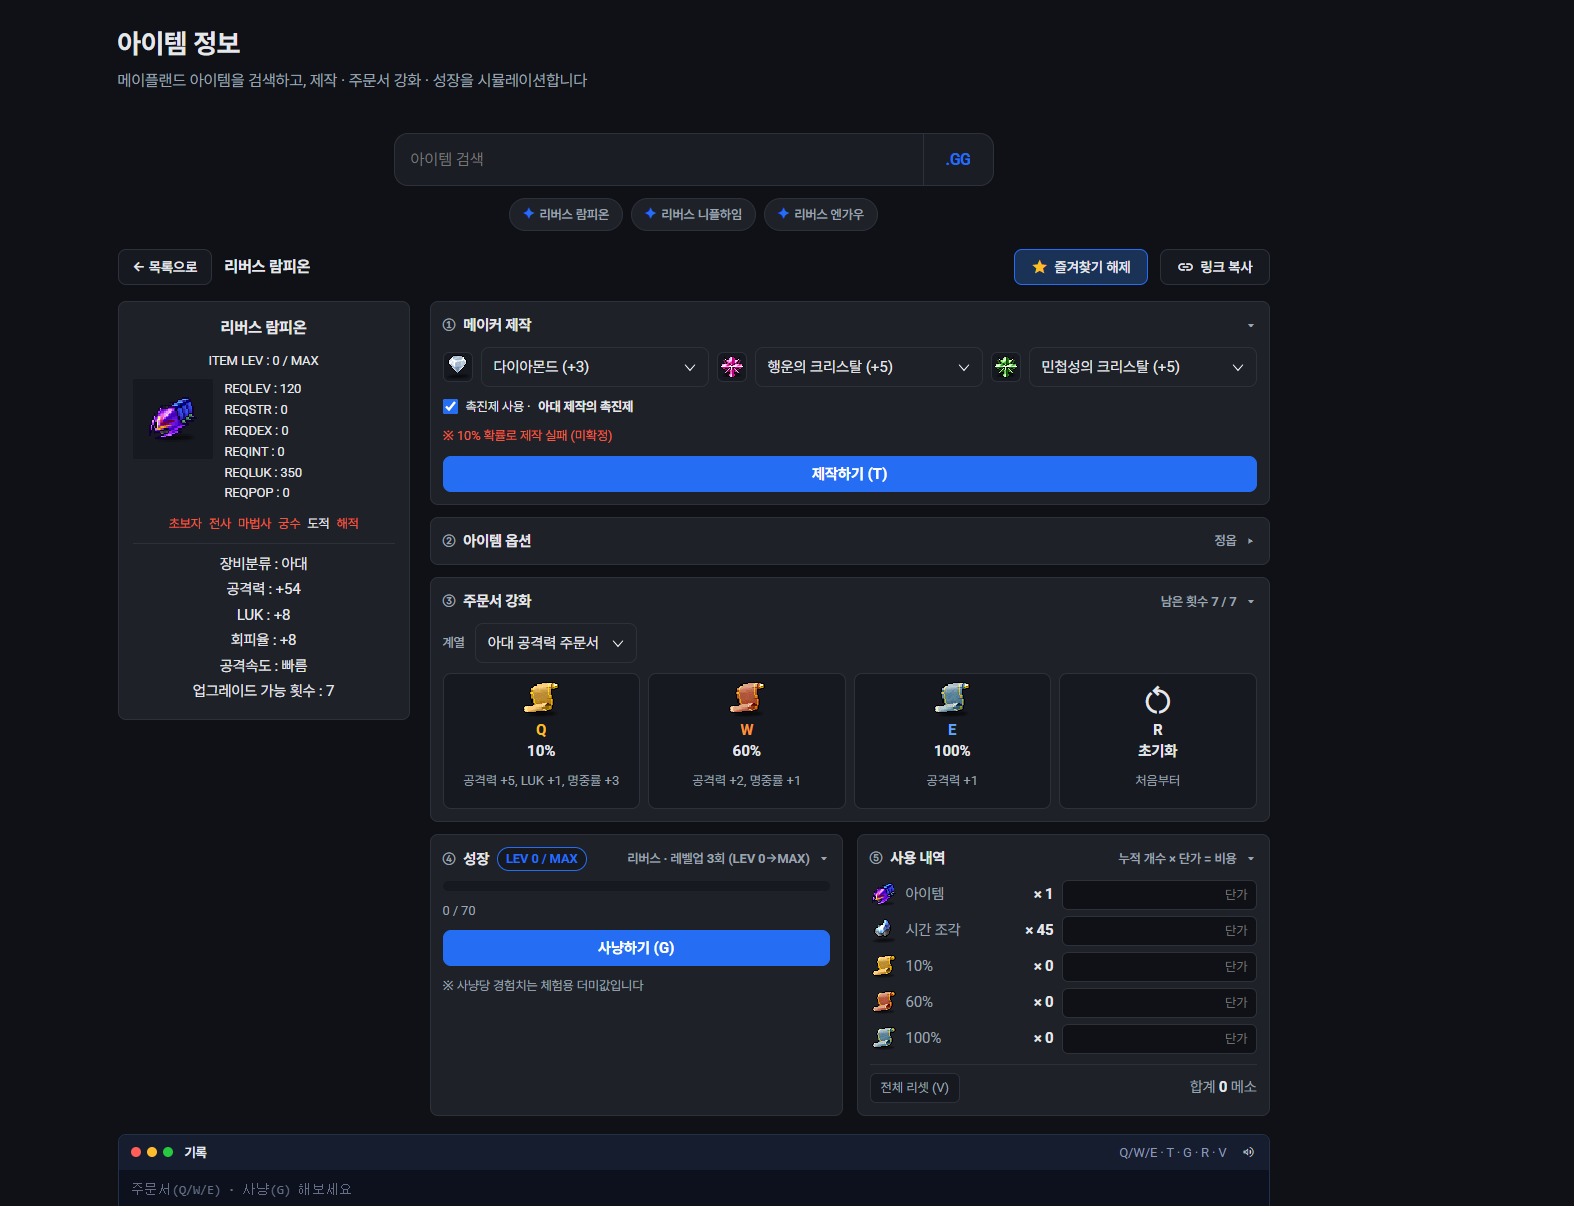 아이템 정보
메이플랜드 아이템을 검색하고, 제작 · 주문서 강화 · 성장을 시뮬레이션합니다
아이템 검색
.GG
✦ 리버스 람피온
✦ 리버스 니플하임
✦ 리버스 엔가우
← 목록으로
리버스 람피온
⭐ 즐겨찾기 해제
링크 복사
리버스 람피온
ITEM LEV : 0 / MAX
REQLEV : 120
REQSTR : 0
REQDEX : 0
REQINT : 0
REQLUK : 350
REQPOP : 0
초보자 전사 마법사 궁수 도적 해적
장비분류 : 아대
공격력 : +54
LUK : +8
회피율 : +8
공격속도 : 빠름
업그레이드 가능 횟수 : 7
① 메이커 제작
다이아몬드 (+3)
행운의 크리스탈 (+5)
민첩성의 크리스탈 (+5)
촉진제 사용 · 아대 제작의 촉진제
※ 10% 확률로 제작 실패 (미확정)
제작하기 (T)
② 아이템 옵션
정옵 ▸
③ 주문서 강화
남은 횟수 7 / 7 ▾
계열
아대 공격력 주문서
Q
10%
공격력 +5, LUK +1, 명중률 +3
W
60%
공격력 +2, 명중률 +1
E
100%
공격력 +1
R
초기화
처음부터
④ 성장
LEV 0 / MAX
리버스 · 레벨업 3회 (LEV 0→MAX) ▾
0 / 70
사냥하기 (G)
※ 사냥당 경험치는 체험용 더미값입니다
⑤ 사용 내역
누적 개수 × 단가 = 비용 ▾
아이템 × 1 단가
시간 조각 × 45 단가
10% × 0 단가
60% × 0 단가
100% × 0 단가
전체 리셋 (V)
합계 0 메소
기록
Q/W/E · T · G · R · V
주문서(Q/W/E) · 사냥(G) 해보세요